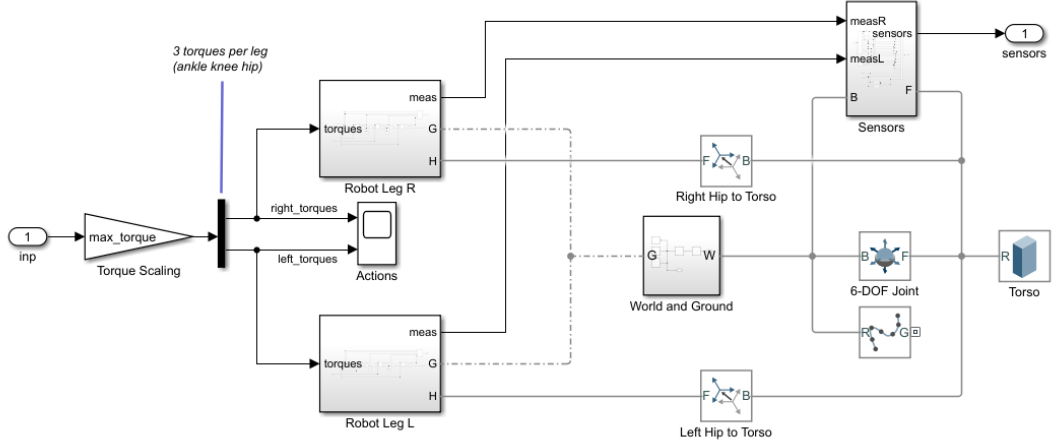 3 torques per leg
(ankle knee hip)
measR
sensors
measL
B
F
Sensors
1
sensors
meas
torques
G
H
Robot Leg R
F
B
Right Hip to Torso
1
inp
max_torque
Torque Scaling
right_torques
left_torques
Actions
G
W
World and Ground
B
F
6-DOF Joint
R
Torso
R
G
meas
torques
G
H
Robot Leg L
F
B
Left Hip to Torso